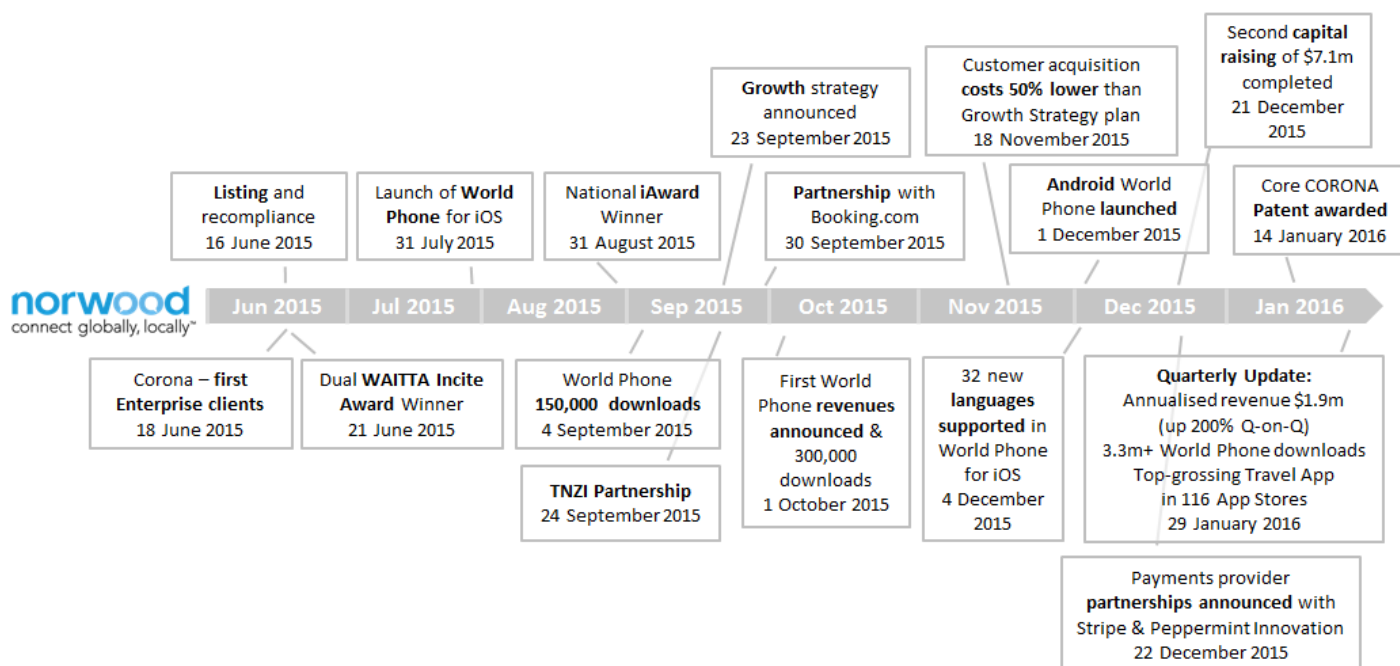 Second capital
raising of $7.1m
completed
21 December
2015
Growth strategy
announced
23 September 2015
Customer acquisition
costs 50% lower than
Growth Strategy plan
18 November 2015
Listing and
recompliance
16 June 2015
Launch of World
Phone for iOS
31 July 2015
National iAward
Winner
31 August 2015
Partnership with
Booking.com
30 September 2015
Android World
Phone launched
1 December 2015
Core CORONA
Patent awarded
14 January 2016
norwood
connect globally, locally™
Jun 2015
Jul 2015
Aug 2015
Sep 2015
Oct 2015
Nov 2015
Dec 2015
Jan 2016
Corona – first
Enterprise clients
18 June 2015
Dual WAITTA Incite
Award Winner
21 June 2015
World Phone
150,000 downloads
4 September 2015
TNZI Partnership
24 September 2015
First World
Phone revenues
announced &
300,000
downloads
1 October 2015
32 new
languages
supported in
World Phone
for iOS
4 December
2015
Quarterly Update:
Annualised revenue $1.9m
(up 200% Q-on-Q)
3.3m+ World Phone downloads
Top-grossing Travel App
in 116 App Stores
29 January 2016
Payments provider
partnerships announced with
Stripe & Peppermint Innovation
22 December 2015